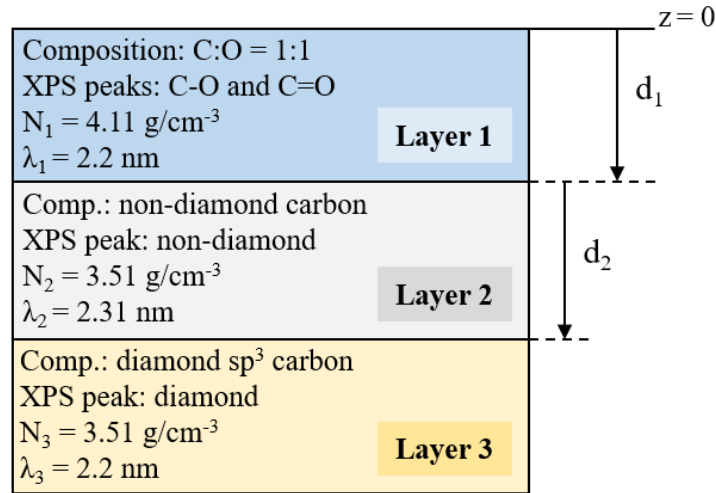 z = 0
Composition: C:O = 1:1
XPS peaks: C-O and C=O
N₁ = 4.11 g/cm⁻³
λ₁ = 2.2 nm
Layer 1
d₁
Comp.: non-diamond carbon
XPS peak: non-diamond
N₂ = 3.51 g/cm⁻³
λ₂ = 2.31 nm
Layer 2
d₂
Comp.: diamond sp³ carbon
XPS peak: diamond
N₃ = 3.51 g/cm⁻³
λ₃ = 2.2 nm
Layer 3